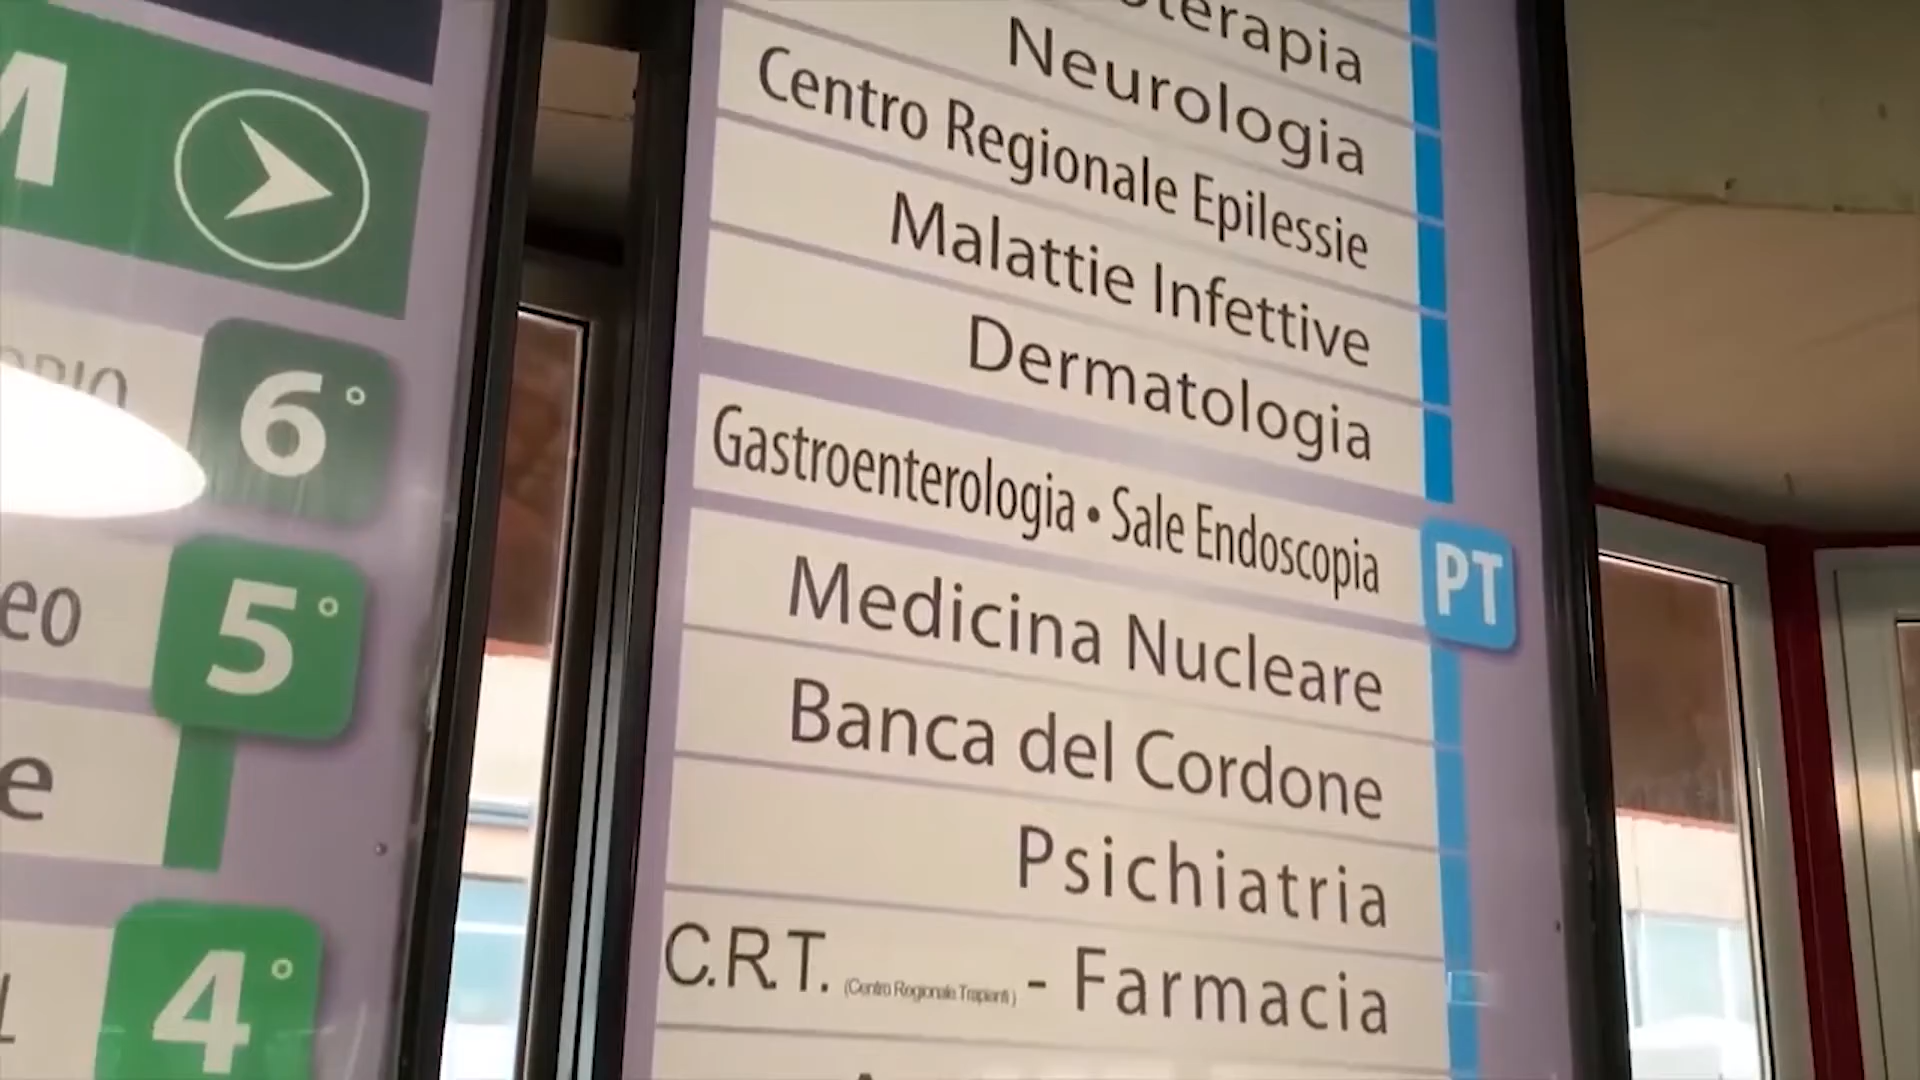 M
6°
eo 5°
e
4°
Neurologia
Centro Regionale Epilessie
Malattie Infettive
Dermatologia
Gastroenterologia • Sale Endoscopia PT
Medicina Nucleare
Banca del Cordone
Psichiatria
C.R.T. (Centro Regionale Trapianti) - Farmacia